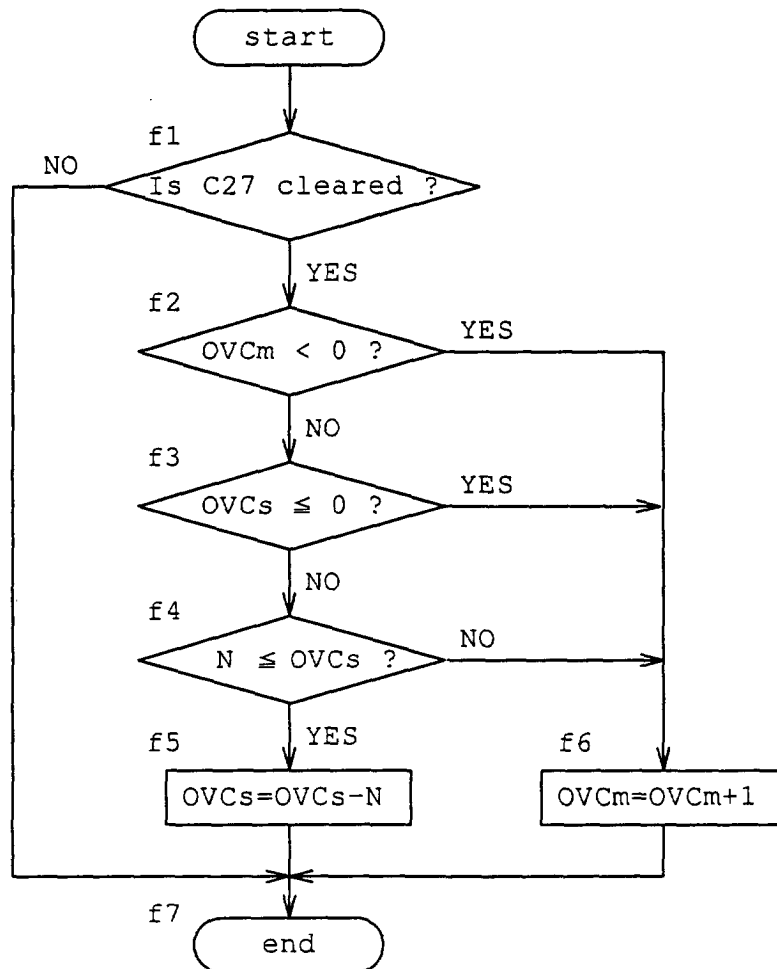 start
f1
NO
Is C27 cleared ?
YES
f2
OVCm < 0 ?
YES
NO
f3
OVCs ≦ 0 ?
YES
NO
f4
N ≦ OVCs ?
NO
YES
f5
f6
OVCs=OVCs-N
OVCm=OVCm+1
f7
end